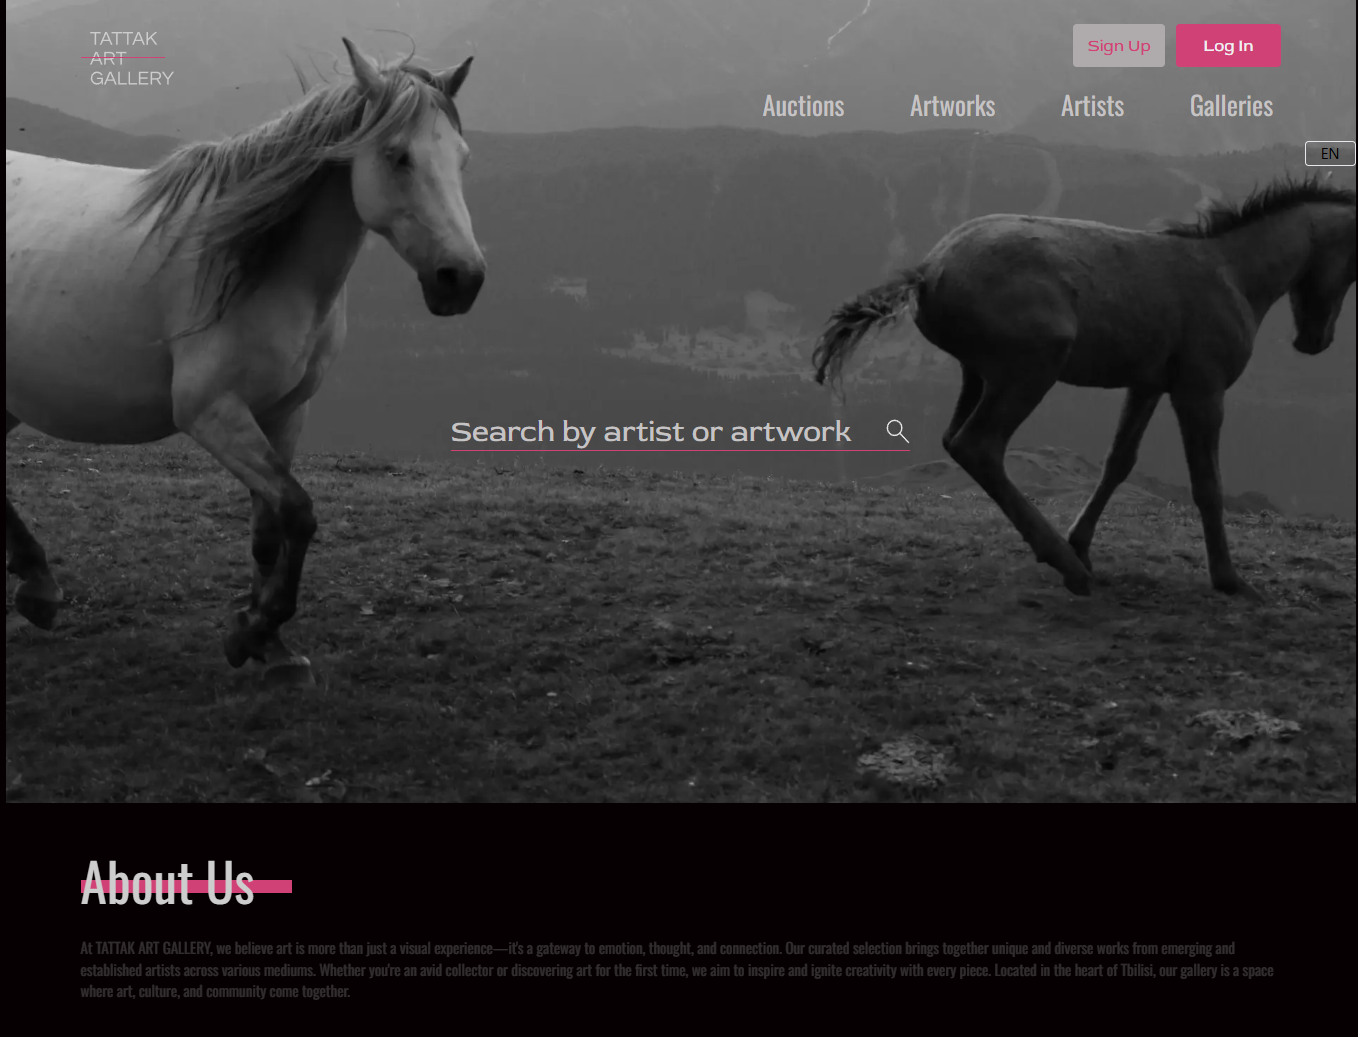 TATTAK
ART
GALLERY
Sign Up
Log In
Auctions
Artworks
Artists
Galleries
EN
Search by artist or artwork
About Us
At TATTAK ART GALLERY, we believe art is more than just a visual experience—it's a gateway to emotion, thought, and connection. Our curated selection brings together unique and diverse works from emerging and
established artists across various mediums. Whether you're an avid collector or discovering art for the first time, we aim to inspire and ignite creativity with every piece. Located in the heart of Tbilisi, our gallery is a space
where art, culture, and community come together.